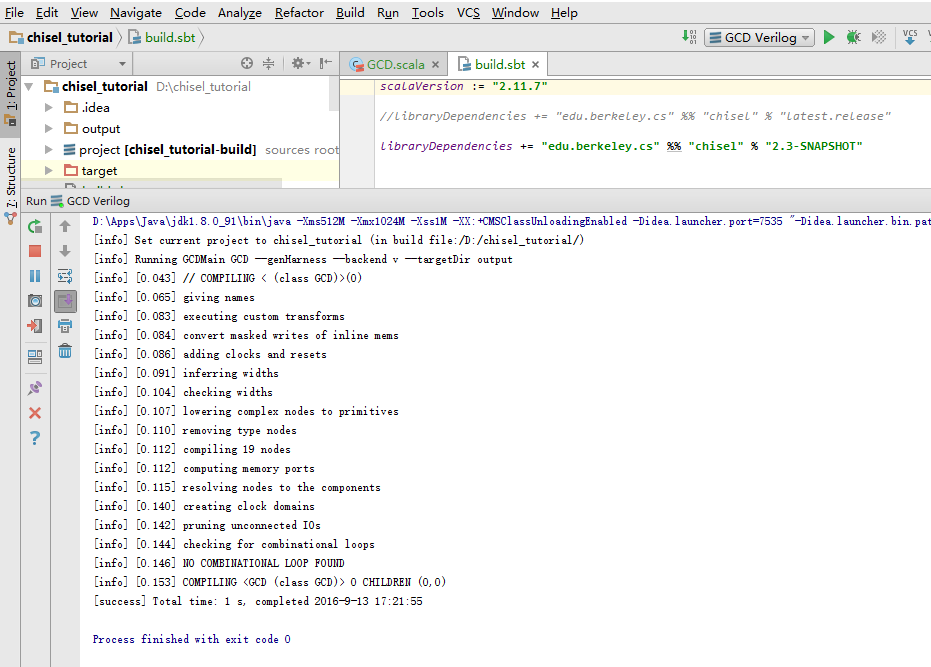 File Edit View Navigate Code Analyze Refactor Build Run Tools VCS Window Help
chisel_tutorial build.sbt
GCD Verilog
VCS
1: Project
Z: Structure
Project
GCD.scala
build.sbt
chisel_tutorial D:\chisel_tutorial
.idea
output
project [chisel_tutorial-build] sources root
target
scalaVersion := "2.11.7"
//libraryDependencies += "edu.berkeley.cs" %% "chisel" % "latest.release"
libraryDependencies += "edu.berkeley.cs" %% "chisel" % "2.3-SNAPSHOT"
Run GCD Verilog
D:\Apps\Java\jdk1.8.0_91\bin\java -Xms512M -Xmx1024M -Xss1M -XX:+CMSClassUnloadingEnabled -Didea.launcher.port=7535 "-Didea.launcher.bin.pat
[info] Set current project to chisel_tutorial (in build file:/D:/chisel_tutorial/)
[info] Running GCDMain GCD --genHarness --backend v --targetDir output
[info] [0.043] // COMPILING < (class GCD)>(0)
[info] [0.065] giving names
[info] [0.083] executing custom transforms
[info] [0.084] convert masked writes of inline mems
[info] [0.086] adding clocks and resets
[info] [0.091] inferring widths
[info] [0.104] checking widths
[info] [0.107] lowering complex nodes to primitives
[info] [0.110] removing type nodes
[info] [0.112] compiling 19 nodes
[info] [0.112] computing memory ports
[info] [0.115] resolving nodes to the components
[info] [0.140] creating clock domains
[info] [0.142] pruning unconnected IOs
[info] [0.144] checking for combinational loops
[info] [0.146] NO COMBINATIONAL LOOP FOUND
[info] [0.153] COMPILING <GCD (class GCD)> 0 CHILDREN (0,0)
[success] Total time: 1 s, completed 2016-9-13 17:21:55
Process finished with exit code 0